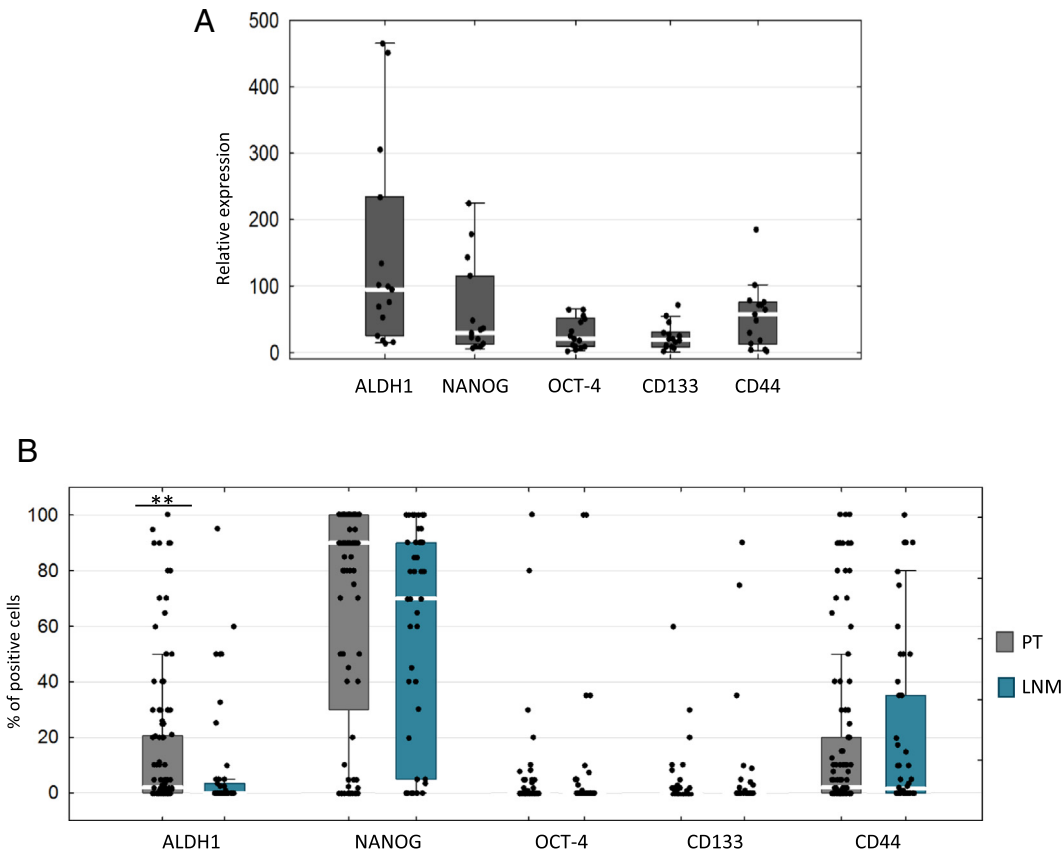 A
Relative expression
500
400
300
200
100
0
ALDH1 NANOG OCT-4 CD133 CD44
B
% of positive cells
100
80
60
40
20
0
**
ALDH1 NANOG OCT-4 CD133 CD44
PT
LNM